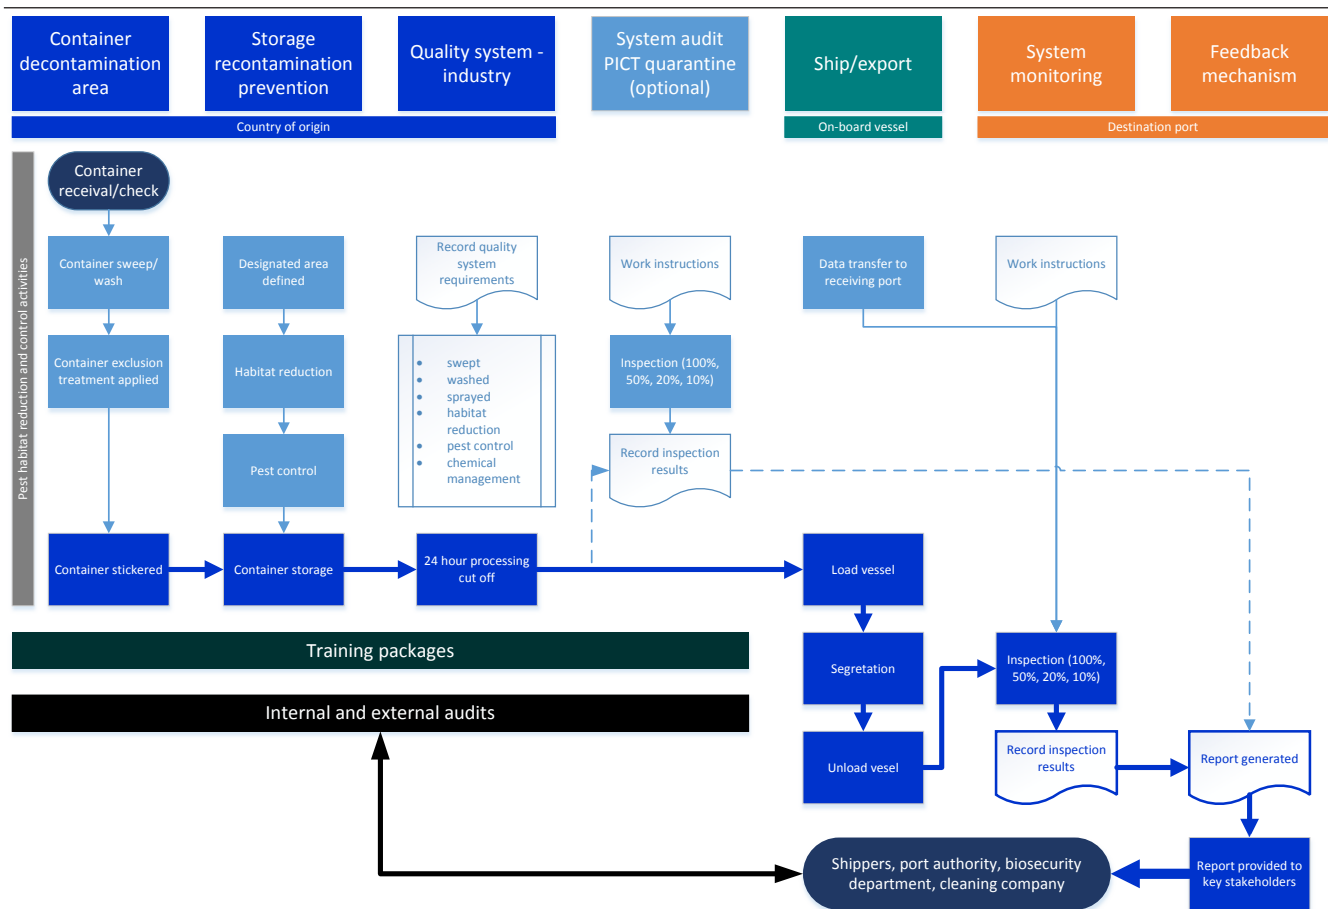 Container
decontamination
area
Storage
recontamination
prevention
Quality system -
industry
System audit
PICT quarantine
(optional)
Ship/export
System
monitoring
Feedback
mechanism
Country of origin
On-board vessel
Destination port
Pest habitat reduction and control activities
Container
receival/check
Container sweep/
wash
Designated area
defined
Record quality
system
requirements
Work instructions
Data transfer to
receiving port
Work instructions
Container exclusion
treatment applied
Habitat reduction
• swept
• washed
• sprayed
• habitat
reduction
• pest control
• chemical
management
Inspection (100%,
50%, 20%, 10%)
Pest control
Record inspection
results
Container stickered
Container storage
24 hour processing
cut off
Load vessel
Training packages
Segretation
Inspection (100%,
50%, 20%, 10%)
Internal and external audits
Unload vesel
Record inspection
results
Report generated
Shippers, port authority, biosecurity
department, cleaning company
Report provided to
key stakeholders